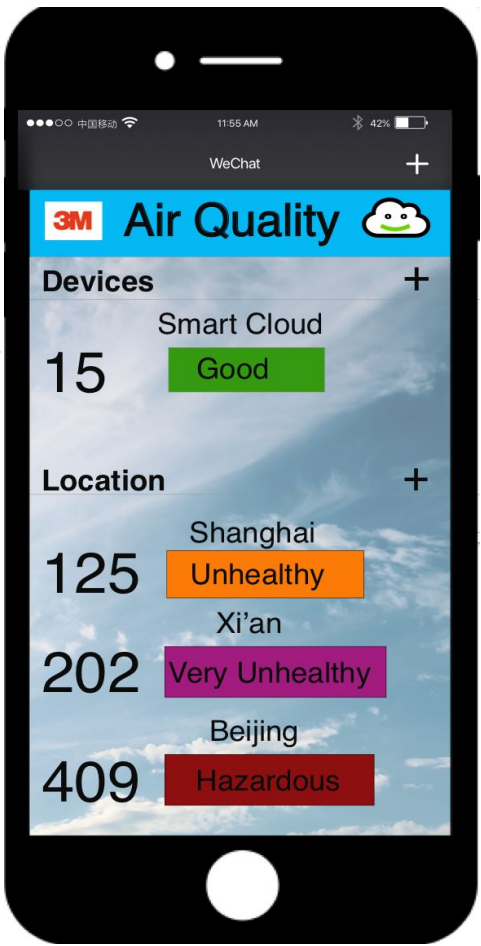 中国移动 11:55 AM 42%
WeChat +
3M Air Quality
Devices +
Smart Cloud
15 Good
Location +
Shanghai
125 Unhealthy
Xi’an
202 Very Unhealthy
Beijing
409 Hazardous